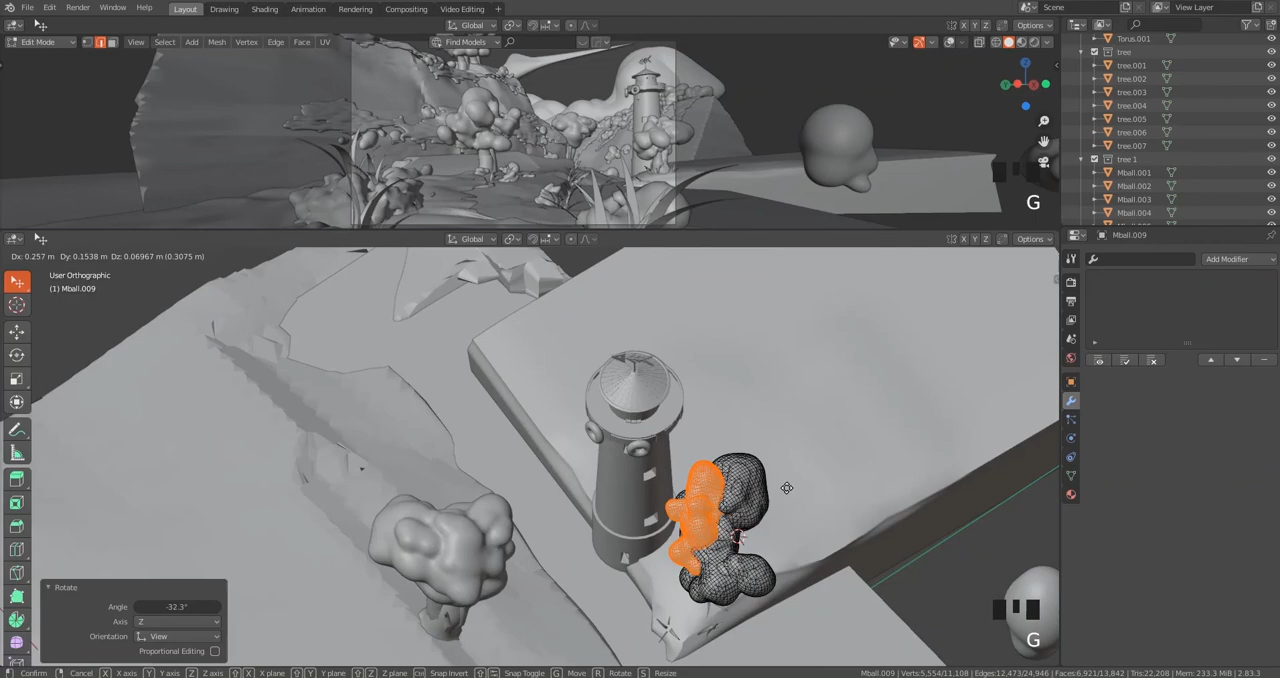 File Edit Render Window Help Layout Drawing Shading Animation Rendering Compositing Video Editing + Scene View Layer
Global X Y Z Options
Edit Mode View Select Add Mesh Vertex Edge Face UV Find Models
Torus.001
tree
tree.001
tree.002
tree.003
tree.004
tree.005
tree.006
tree.007
tree 1
Mball.001
Mball.002
Mball.003
Mball.004
Z
Y
X
G
Global X Y Z Options
Mball.009
Dx: 0.257 m Dy: 0.1538 m Dz: 0.06967 m (0.3075 m)
Add Modifier
User Orthographic
(1) Mball.009
Rotate
Angle -32.3°
Axis Z
Orientation View
Proportional Editing
G
Confirm Cancel X X axis Y Y axis Z Z axis X X plane Y Y plane Z Z plane Snap Invert Snap Toggle G Move R Rotate S Resize
Mball.009 | Verts:5,554/11,108 | Edges:12,473/24,946 | Faces:6,921/13,842 | Tris:22,208 | Mem: 233.3 MiB | 2.83.3